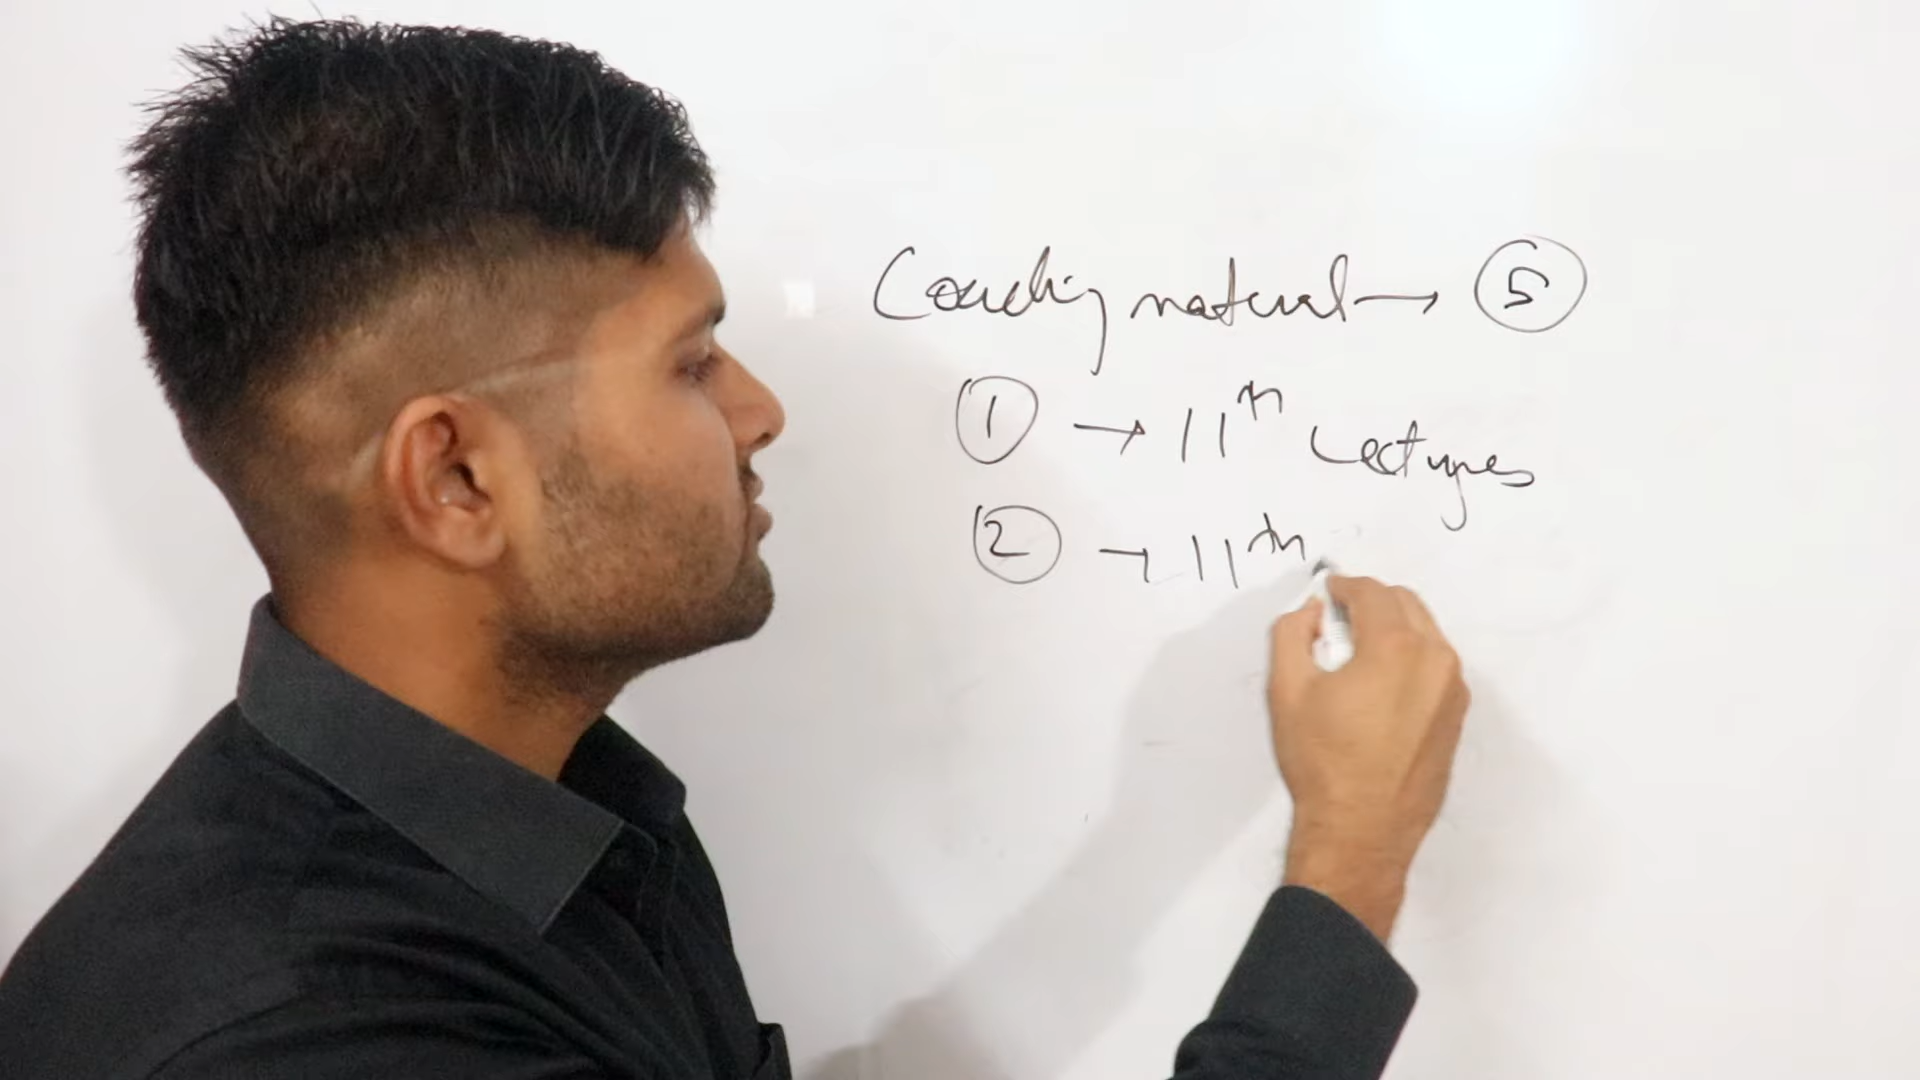 Coaching material → 5
1 → 11th Lectures
2 → 11th